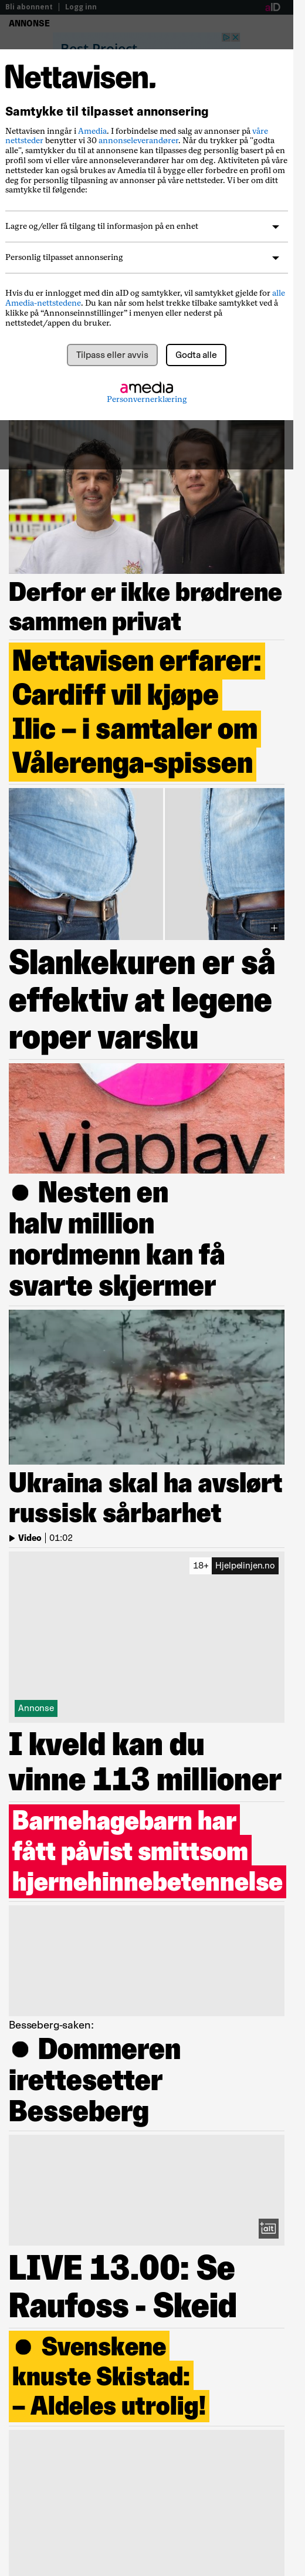 Bli abonnent | Logg inn
aID
ANNONSE
Best Project
Nettavisen.
Samtykke til tilpasset annonsering
Nettavisen inngår i Amedia. I forbindelse med salg av annonser på våre
nettsteder benytter vi 30 annonseleverandører. Når du trykker på "godta
alle", samtykker du til at annonsene kan tilpasses deg personlig basert på en
profil som vi eller våre annonseleverandører har om deg. Aktiviteten på våre
nettsteder kan også brukes av Amedia til å bygge eller forbedre en profil om
deg for personlig tilpasning av annonser på våre nettsteder. Vi ber om ditt
samtykke til følgende:
Lagre og/eller få tilgang til informasjon på en enhet
Personlig tilpasset annonsering
Hvis du er innlogget med din aID og samtykker, vil samtykket gjelde for alle
Amedia-nettstedene. Du kan når som helst trekke tilbake samtykket ved å
klikke på “Annonseinnstillinger” i menyen eller nederst på
nettstedet/appen du bruker.
Tilpass eller avvis
Godta alle
amedia
Personvernerklæring
Derfor er ikke brødrene
sammen privat
Nettavisen erfarer:
Cardiff vil kjøpe
Ilic – i samtaler om
Vålerenga-spissen
Slankekuren er så
effektiv at legene
roper varsku
viaplay
● Nesten en
halv million
nordmenn kan få
svarte skjermer
Ukraina skal ha avslørt
russisk sårbarhet
Video | 01:02
18+ Hjelpelinjen.no
Annonse
I kveld kan du
vinne 113 millioner
Barnehagebarn har
fått påvist smittsom
hjernehinnebetennelse
Besseberg-saken:
● Dommeren
irettesetter
Besseberg
+alt
LIVE 13.00: Se
Raufoss - Skeid
● Svenskene
knuste Skistad:
– Aldeles utrolig!